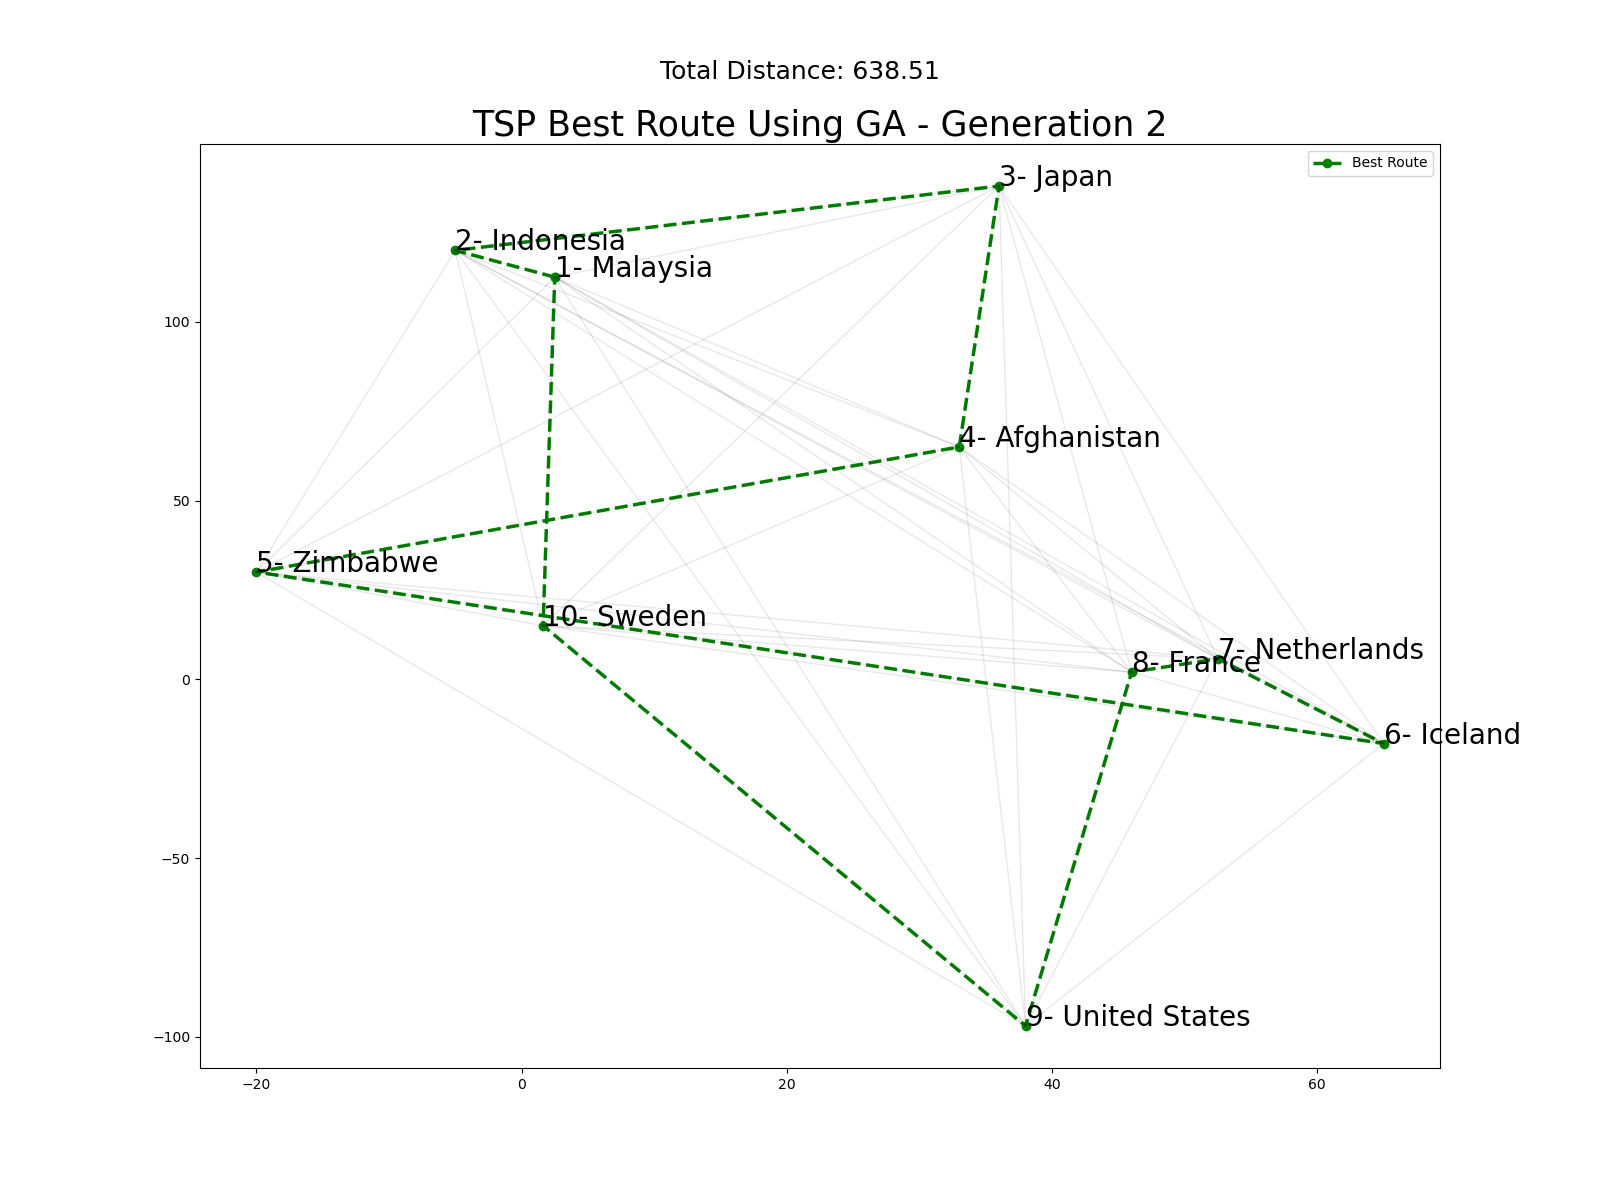 Total Distance: 638.51
TSP Best Route Using GA - Generation 2
Best Route
3- Japan
2- Indonesia
1- Malaysia
4- Afghanistan
5- Zimbabwe
10- Sweden
7- Netherlands
8- France
6- Iceland
9- United States
100
50
0
−50
−100
−20
0
20
40
60